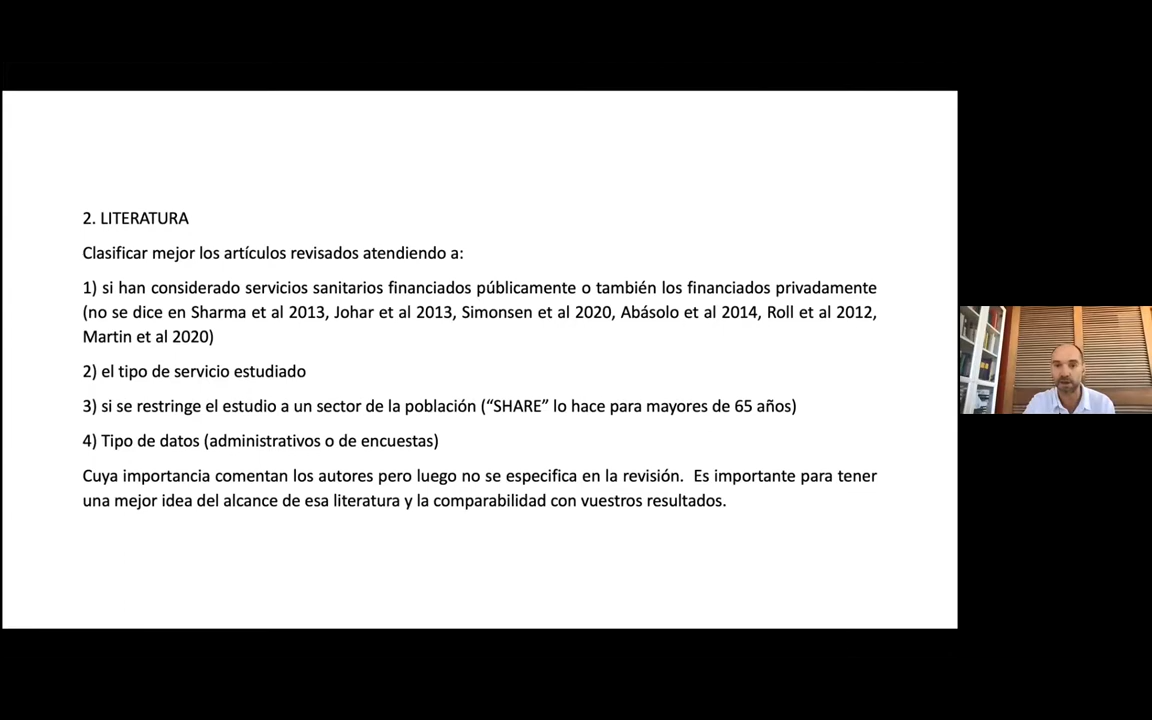 2. LITERATURA
Clasificar mejor los artículos revisados atendiendo a:
1) si han considerado servicios sanitarios financiados públicamente o también los financiados privadamente
(no se dice en Sharma et al 2013, Johar et al 2013, Simonsen et al 2020, Abásolo et al 2014, Roll et al 2012,
Martin et al 2020)
2) el tipo de servicio estudiado
3) si se restringe el estudio a un sector de la población (“SHARE” lo hace para mayores de 65 años)
4) Tipo de datos (administrativos o de encuestas)
Cuya importancia comentan los autores pero luego no se especifica en la revisión.  Es importante para tener
una mejor idea del alcance de esa literatura y la comparabilidad con vuestros resultados.